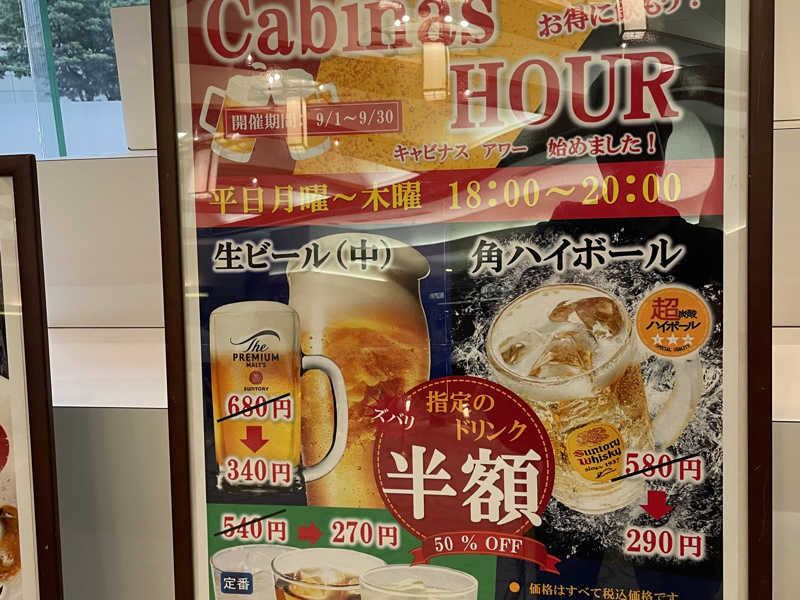 Cabinas
お得に飲もう!
HOUR
開催期間 9/1～9/30
キャビナス アワー 始めました!
平日月曜～木曜 18:00～20:00
生ビール(中)
角ハイボール
超炭酸
ハイボール
★★★
The
PREMIUM
MALT'S
SUNTORY
680円
340円
ズバリ
指定の
ドリンク
半額
50 % OFF
Suntory
Whisky
since 1937
580円
290円
540円
270円
定番
●価格はすべて税込価格です